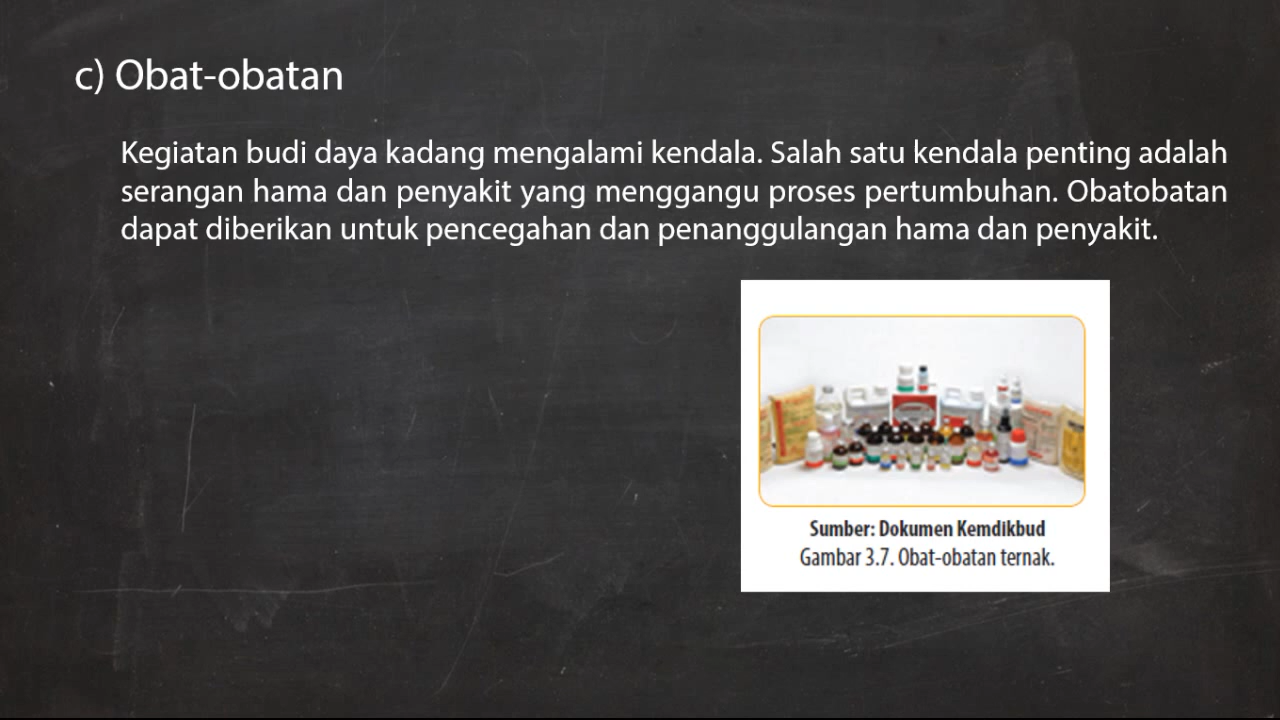 c) Obat-obatan
Kegiatan budi daya kadang mengalami kendala. Salah satu kendala penting adalah
serangan hama dan penyakit yang menggangu proses pertumbuhan. Obatobatan
dapat diberikan untuk pencegahan dan penanggulangan hama dan penyakit.
Sumber: Dokumen Kemdikbud
Gambar 3.7. Obat-obatan ternak.